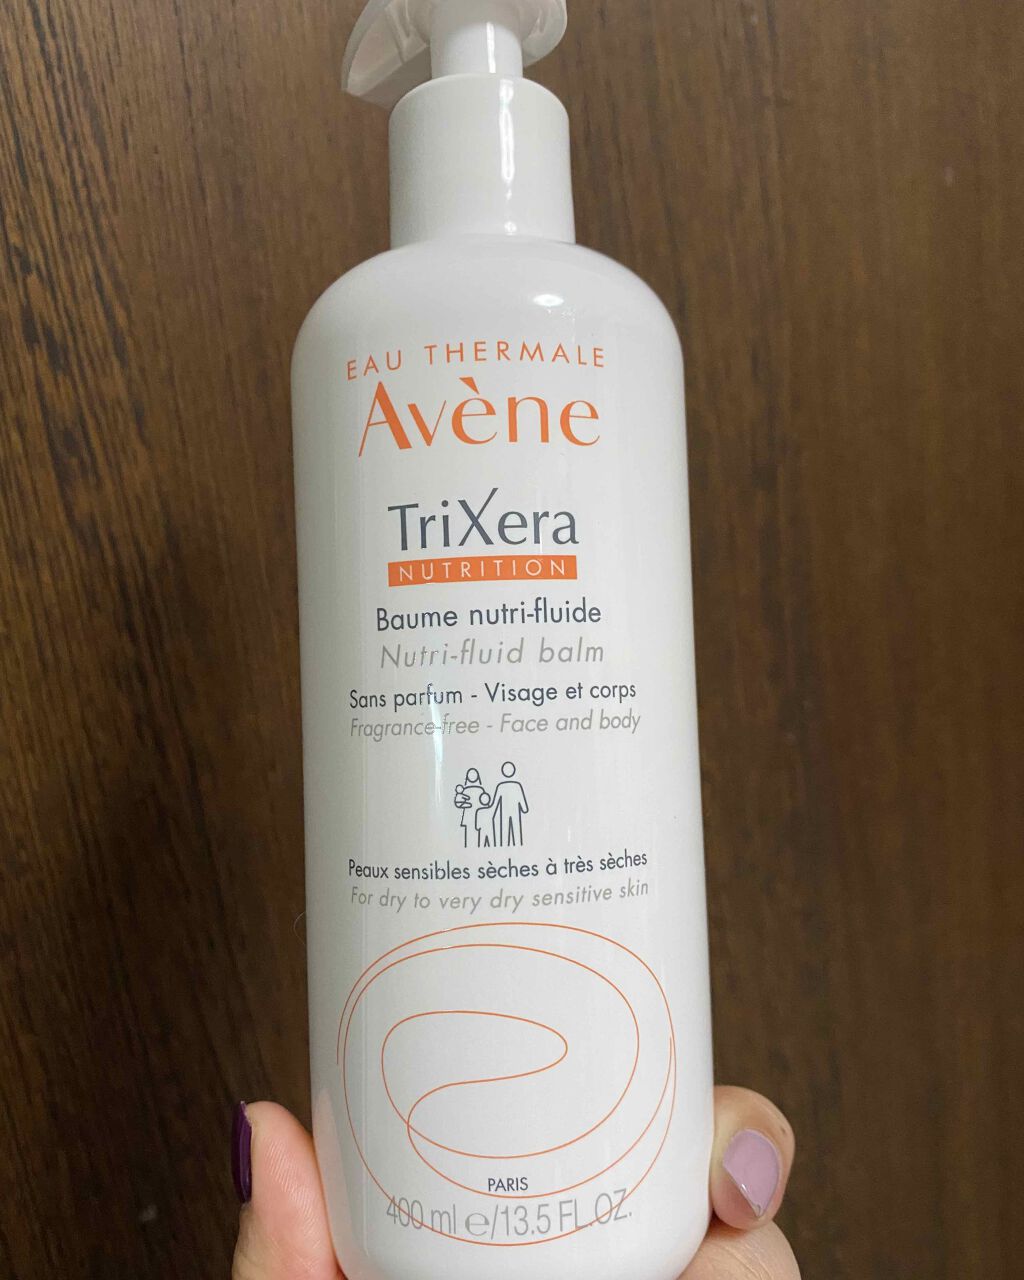 EAU THERMALE
Avène
TriXera
NUTRITION
Baume nutri-fluide
Nutri-fluid balm
Sans parfum - Visage et corps
Fragrance-free - Face and body
Peaux sensibles sèches à très sèches
For dry to very dry sensitive skin
PARIS
400 ml e/13.5 FL.OZ.